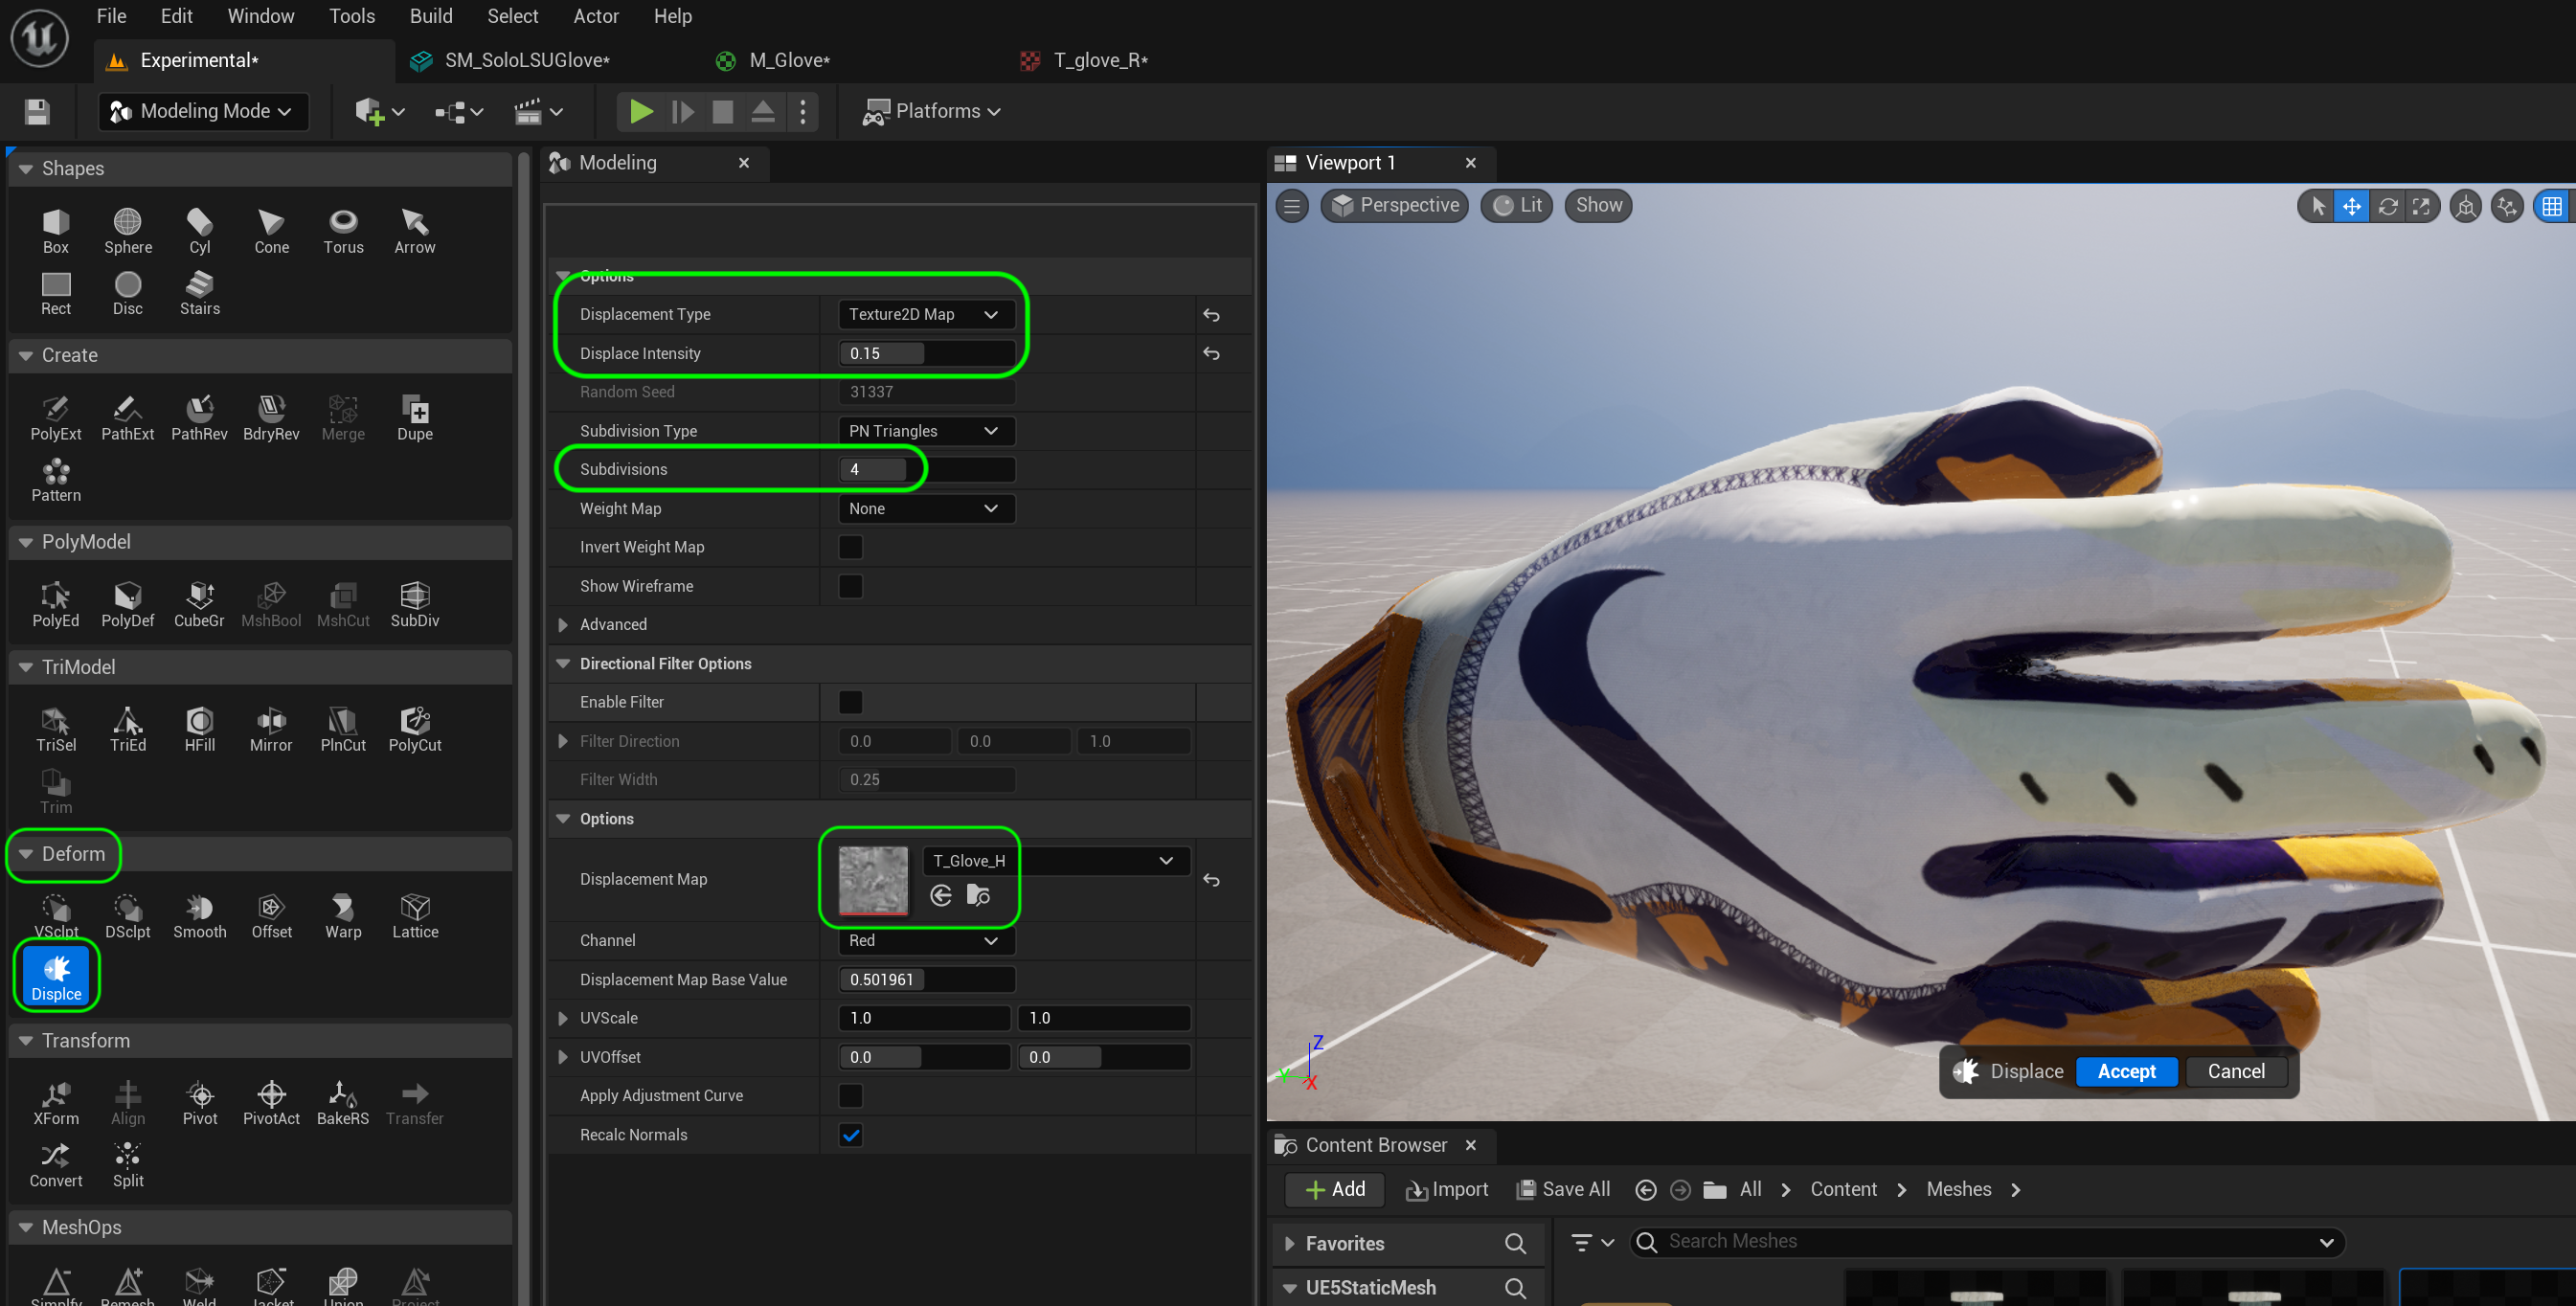 File Edit Window Tools Build Select Actor Help
Experimental* SM_SoloLSUGlove* M_Glove* T_glove_R*
Modeling Mode Platforms
Shapes
Box Sphere Cyl Cone Torus Arrow
Rect Disc Stairs
Create
PolyExt PathExt PathRev BdryRev Merge Dupe
Pattern
PolyModel
PolyEd PolyDef CubeGr MshBool MshCut SubDiv
TriModel
TriSel TriEd HFill Mirror PlnCut PolyCut
Trim
Deform
VSclpt DSclpt Smooth Offset Warp Lattice
Displce
Transform
XForm Align Pivot PivotAct BakeRS Transfer
Convert Split
MeshOps
Simplfy Remesh Weld Jacket Union Project
Modeling
Options
Displacement Type Texture2D Map
Displace Intensity 0.15
Random Seed 31337
Subdivision Type PN Triangles
Subdivisions 4
Weight Map None
Invert Weight Map
Show Wireframe
Advanced
Directional Filter Options
Enable Filter
Filter Direction 0.0 0.0 1.0
Filter Width 0.25
Options
Displacement Map T_Glove_H
Channel Red
Displacement Map Base Value 0.501961
UVScale 1.0 1.0
UVOffset 0.0 0.0
Apply Adjustment Curve
Recalc Normals
Viewport 1
Perspective Lit Show
Z
Y
X
Displace Accept Cancel
Content Browser
Add Import Save All All Content Meshes
Favorites Search Meshes
UE5StaticMesh